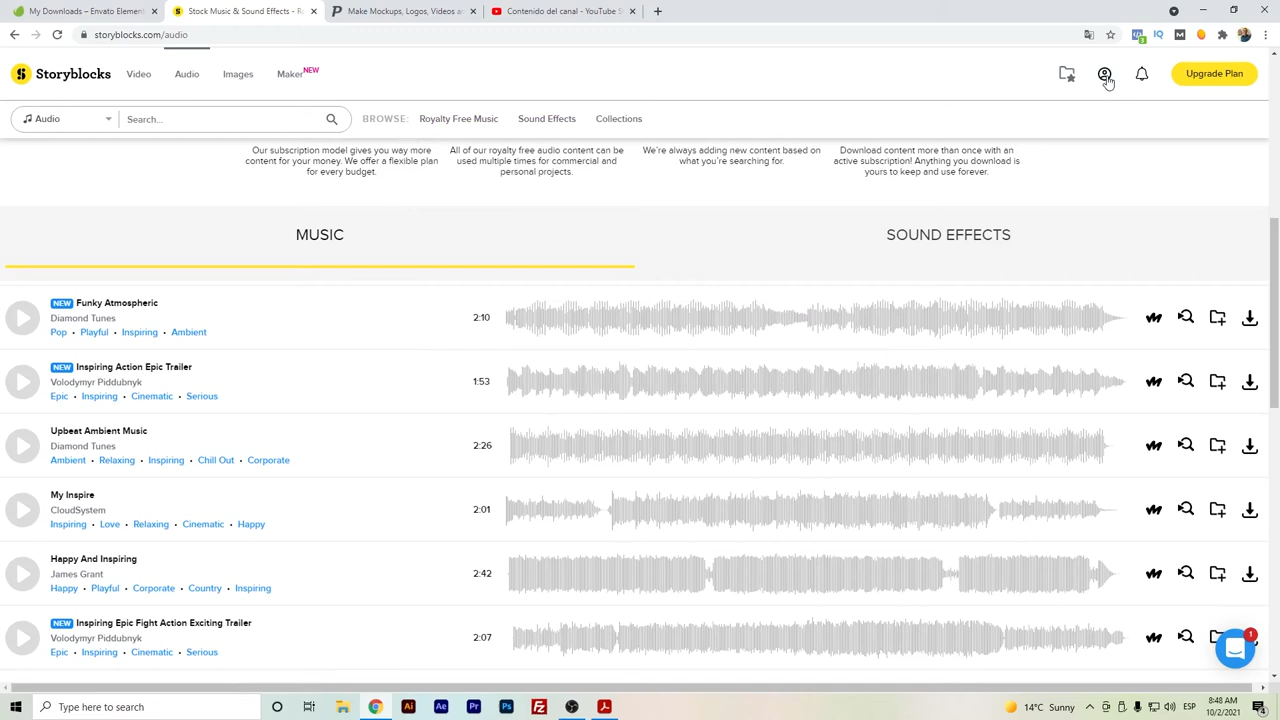 My Downloads – Envato Element
Stock Music & Sound Effects - Ro
Make Mockups, Logos, Videos an
Contenido del canal - YouTube St
storyblocks.com/audio
Storyblocks
Video
Audio
Images
Maker NEW
Upgrade Plan
Audio
Search...
BROWSE:
Royalty Free Music
Sound Effects
Collections
Our subscription model gives you way more
content for your money. We offer a flexible plan
for every budget.
All of our royalty free audio content can be
used multiple times for commercial and
personal projects.
We're always adding new content based on
what you're searching for.
Download content more than once with an
active subscription! Anything you download is
yours to keep and use forever.
MUSIC
SOUND EFFECTS
NEW Funky Atmospheric
Diamond Tunes
Pop • Playful • Inspiring • Ambient
2:10
NEW Inspiring Action Epic Trailer
Volodymyr Piddubnyk
Epic • Inspiring • Cinematic • Serious
1:53
Upbeat Ambient Music
Diamond Tunes
Ambient • Relaxing • Inspiring • Chill Out • Corporate
2:26
My Inspire
CloudSystem
Inspiring • Love • Relaxing • Cinematic • Happy
2:01
Happy And Inspiring
James Grant
Happy • Playful • Corporate • Country • Inspiring
2:42
NEW Inspiring Epic Fight Action Exciting Trailer
Volodymyr Piddubnyk
Epic • Inspiring • Cinematic • Serious
2:07
1
Type here to search
Ai
Ae
Pr
Ps
Fz
14°C Sunny
ESP
8:48 AM
10/2/2021
4